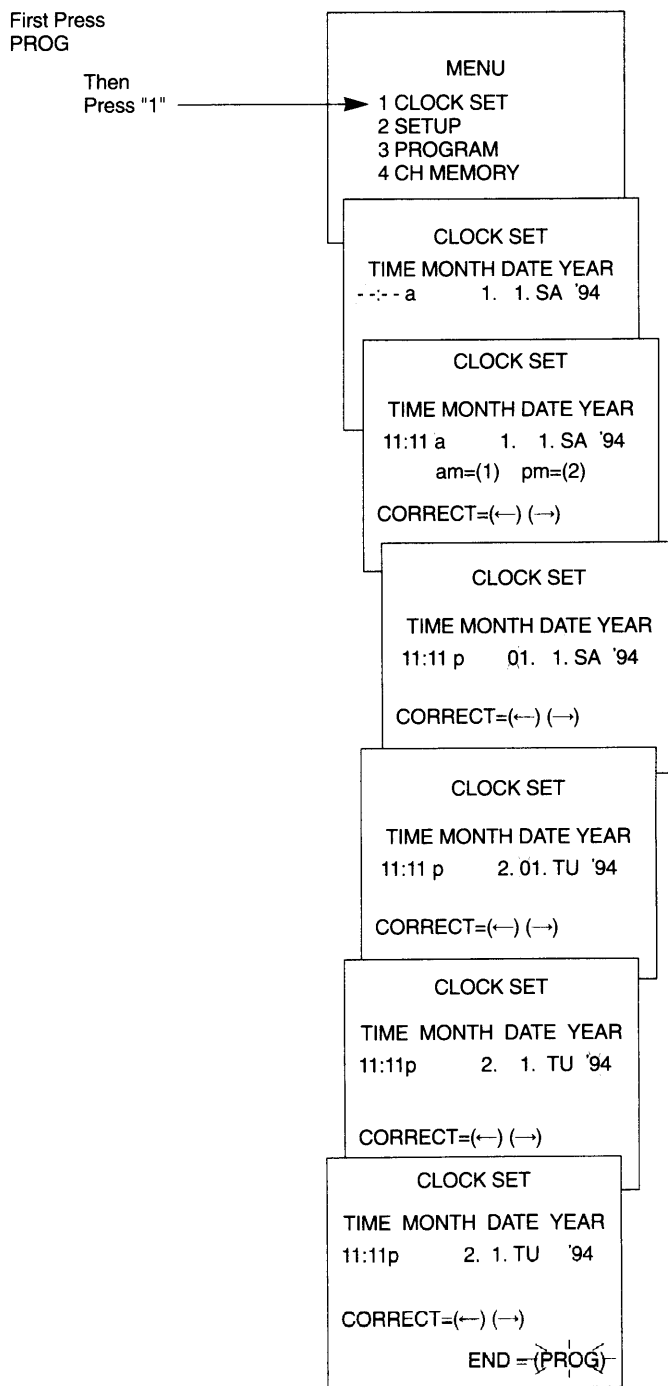 First Press
PROG
Then
Press "1"
MENU
1 CLOCK SET
2 SETUP
3 PROGRAM
4 CH MEMORY
CLOCK SET
TIME MONTH DATE YEAR
- -:- - a 1. 1. SA '94
CLOCK SET
TIME MONTH DATE YEAR
11:11 a 1. 1. SA '94
am=(1) pm=(2)
CORRECT=(←) (→)
CLOCK SET
TIME MONTH DATE YEAR
11:11 p 01. 1. SA '94
CORRECT=(←) (→)
CLOCK SET
TIME MONTH DATE YEAR
11:11 p 2. 01. TU '94
CORRECT=(←) (→)
CLOCK SET
TIME MONTH DATE YEAR
11:11p 2. 1. TU '94
CORRECT=(←) (→)
CLOCK SET
TIME MONTH DATE YEAR
11:11p 2. 1. TU '94
CORRECT=(←) (→)
END = (PROG)